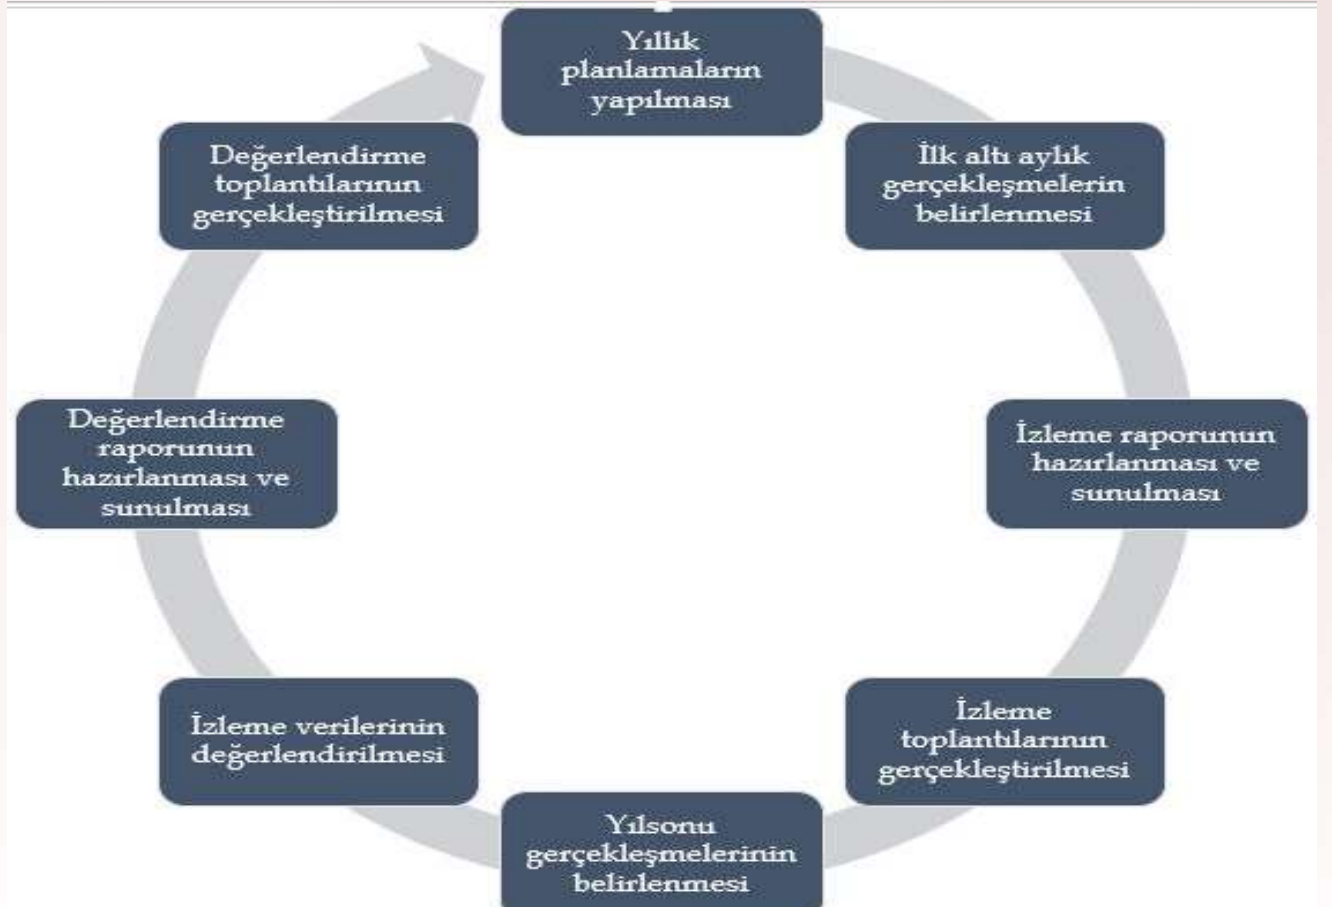 Yıllık
planlamaların
yapılması
İlk altı aylık
gerçekleşmelerin
belirlenmesi
İzleme raporunun
hazırlanması ve
sunulması
İzleme
toplantılarının
gerçekleştirilmesi
Yılsonu
gerçekleşmelerinin
belirlenmesi
İzleme verilerinin
değerlendirilmesi
Değerlendirme
raporunun
hazırlanması ve
sunulması
Değerlendirme
toplantılarının
gerçekleştirilmesi